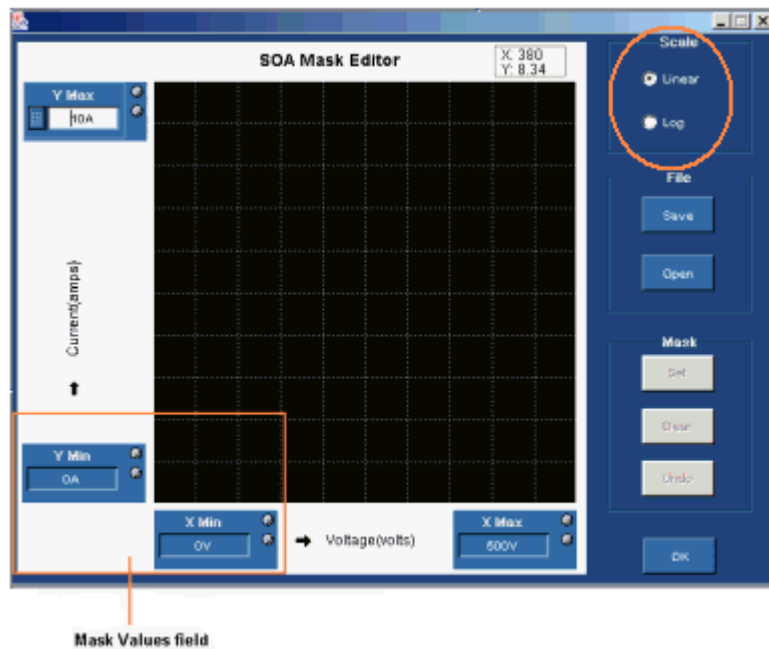 SOA Mask Editor
X: 380
Y: 8.34
Scale
Linear
Log
Y Max
10A
File
Save
Open
Current(amps)
Mask
Set
Clear
Undo
Y Min
0A
X Min
0V
Voltage(volts)
X Max
600V
OK
Mask Values field